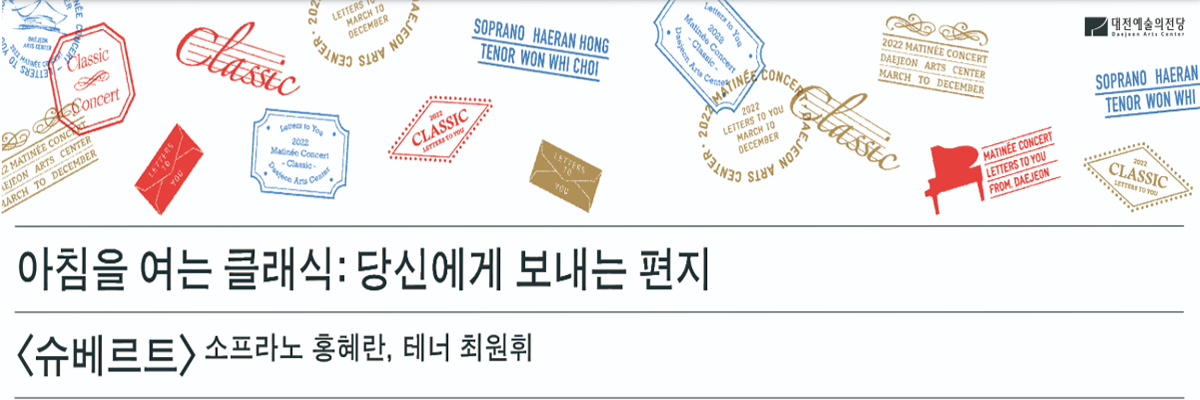 대전예술의전당
Daejeon Arts Center
DAEJEON
ARTS CENTER
LETTERS TO YOU
CONCERT
Classic
Concert
Classic
2022
LETTERS TO YOU
MARCH TO
DECEMBER
DAEJEON ARTS CENTER
SOPRANO HAERAN HONG
TENOR WON WHI CHOI
Letters to You
2022
Matinée Concert
- Classic -
Daejeon Arts Center
2022 MATINÉE CONCERT
DAEJEON ARTS CENTER
MARCH TO DECEMBER
SOPRANO HAERAN
TENOR WON WHI
2022 MATINÉE CONCERT
DAEJEON ARTS CENTER
2022
LETTERS TO YOU
MARCH TO
DECEMBER
Classic
MATINÉE CONCERT
DAEJEON ARTS CENTER
MARCH TO DECEMBER
LETTERS
TO
YOU
Letters to You
2022
Matinée Concert
- Classic -
Daejeon Arts Center
2022
CLASSIC
LETTERS TO YOU
LETTERS
TO
YOU
MATINÉE CONCERT
LETTERS TO YOU
FROM. DAEJEON
2022
CLASSIC
LETTERS TO YOU
아침을 여는 클래식: 당신에게 보내는 편지
〈슈베르트〉 소프라노 홍혜란, 테너 최원휘